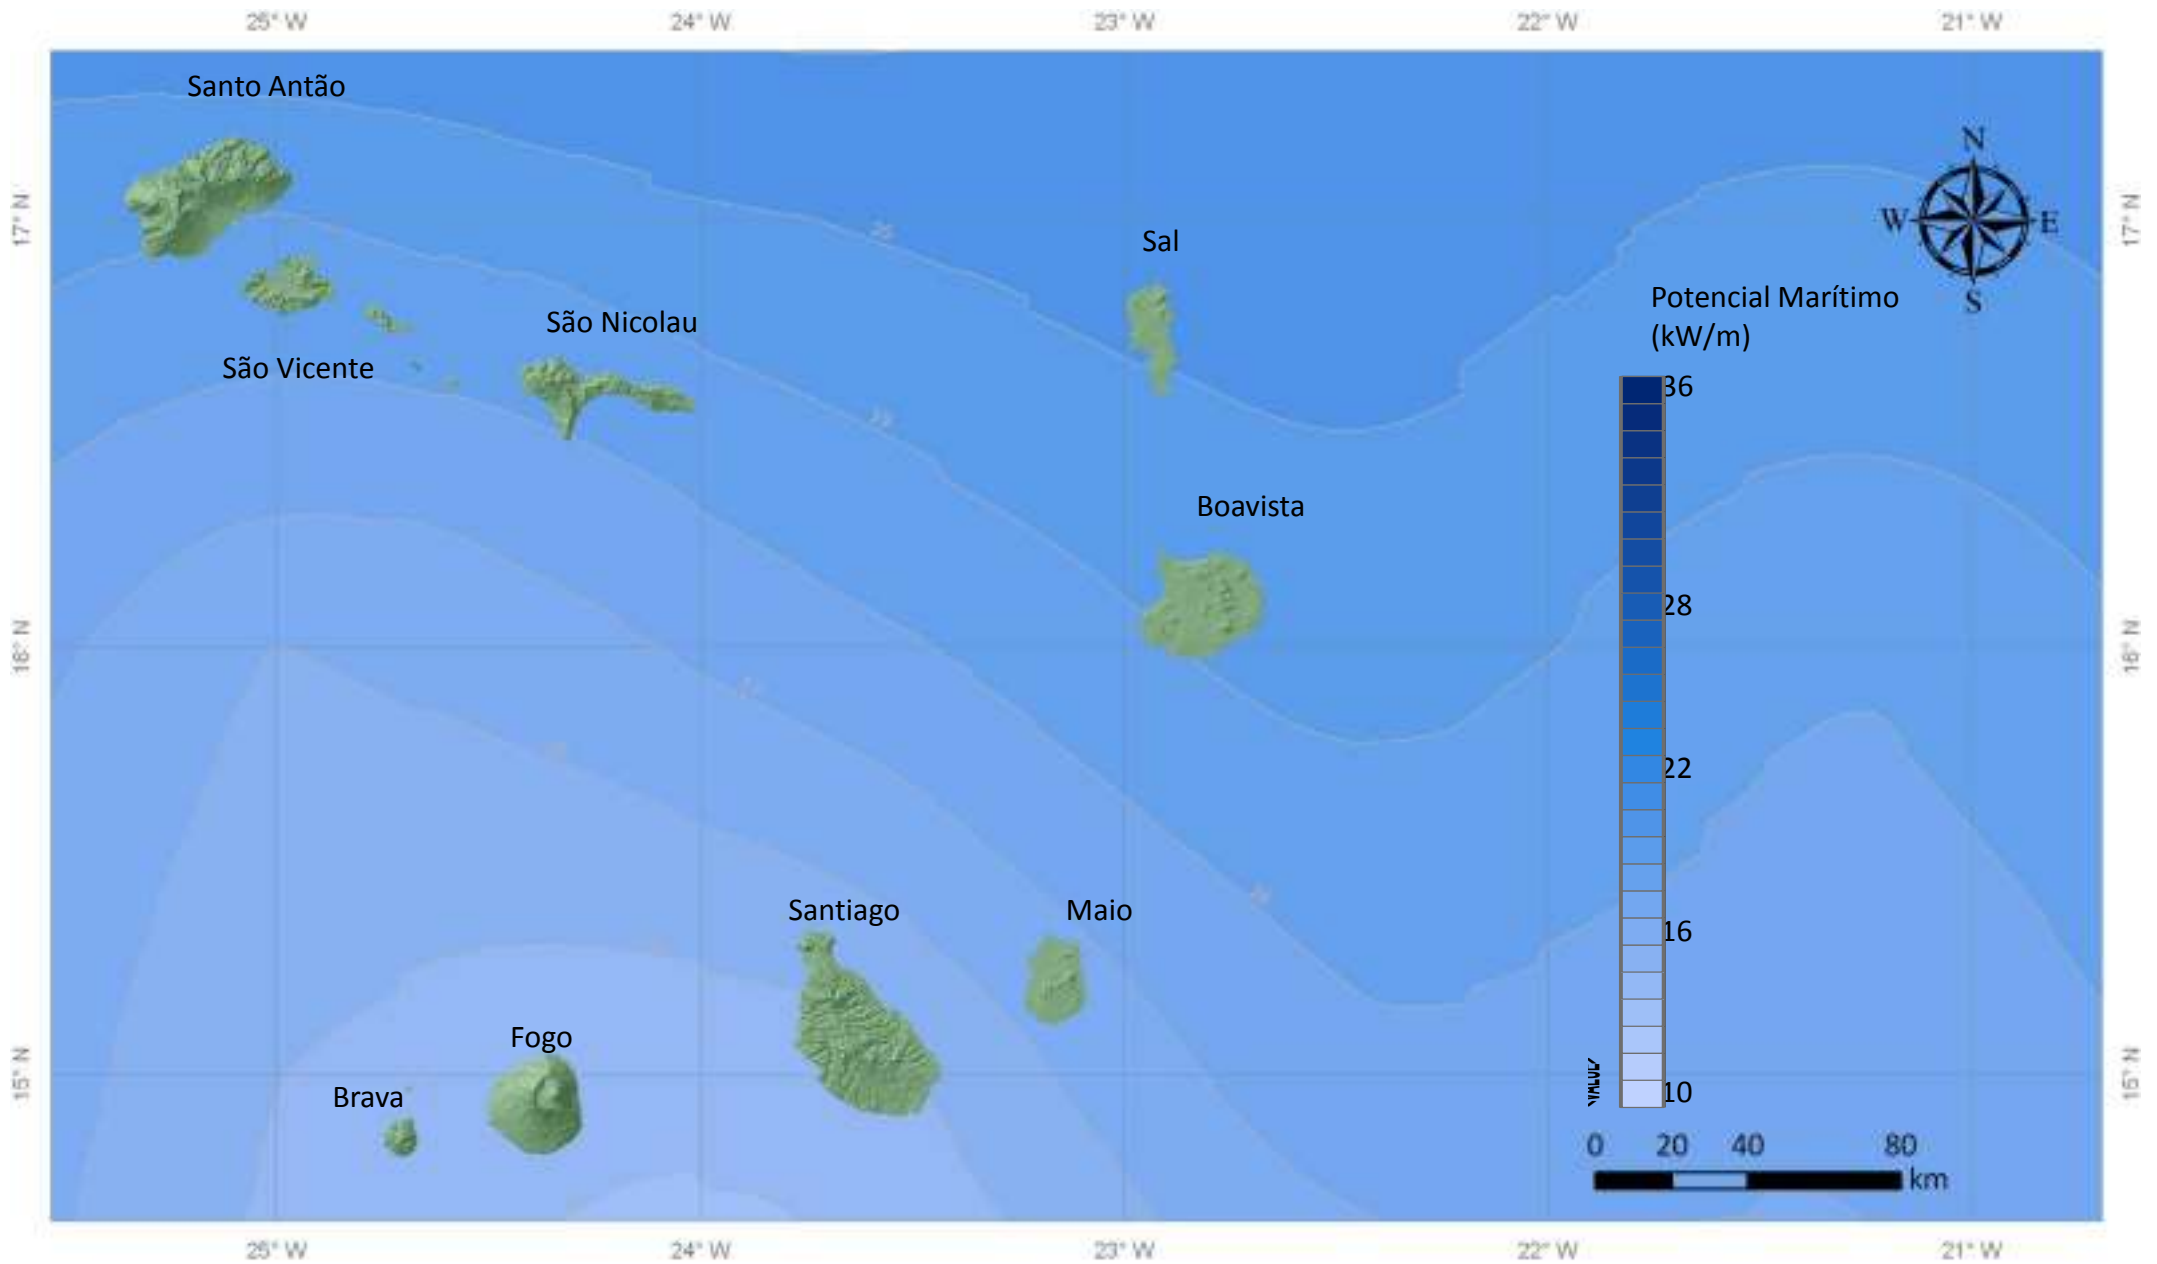 25° W 24° W 23° W 22° W 21° W
Santo Antão
N
17° N
W E
17° N
Sal
S
Potencial Marítimo
(kW/m)
São Nicolau
São Vicente
36
Boavista
28
16° N
16° N
22
Santiago
Maio
16
Fogo
15° N
15° N
Brava
VALUE
10
0 20 40 80
km
25° W 24° W 23° W 22° W 21° W